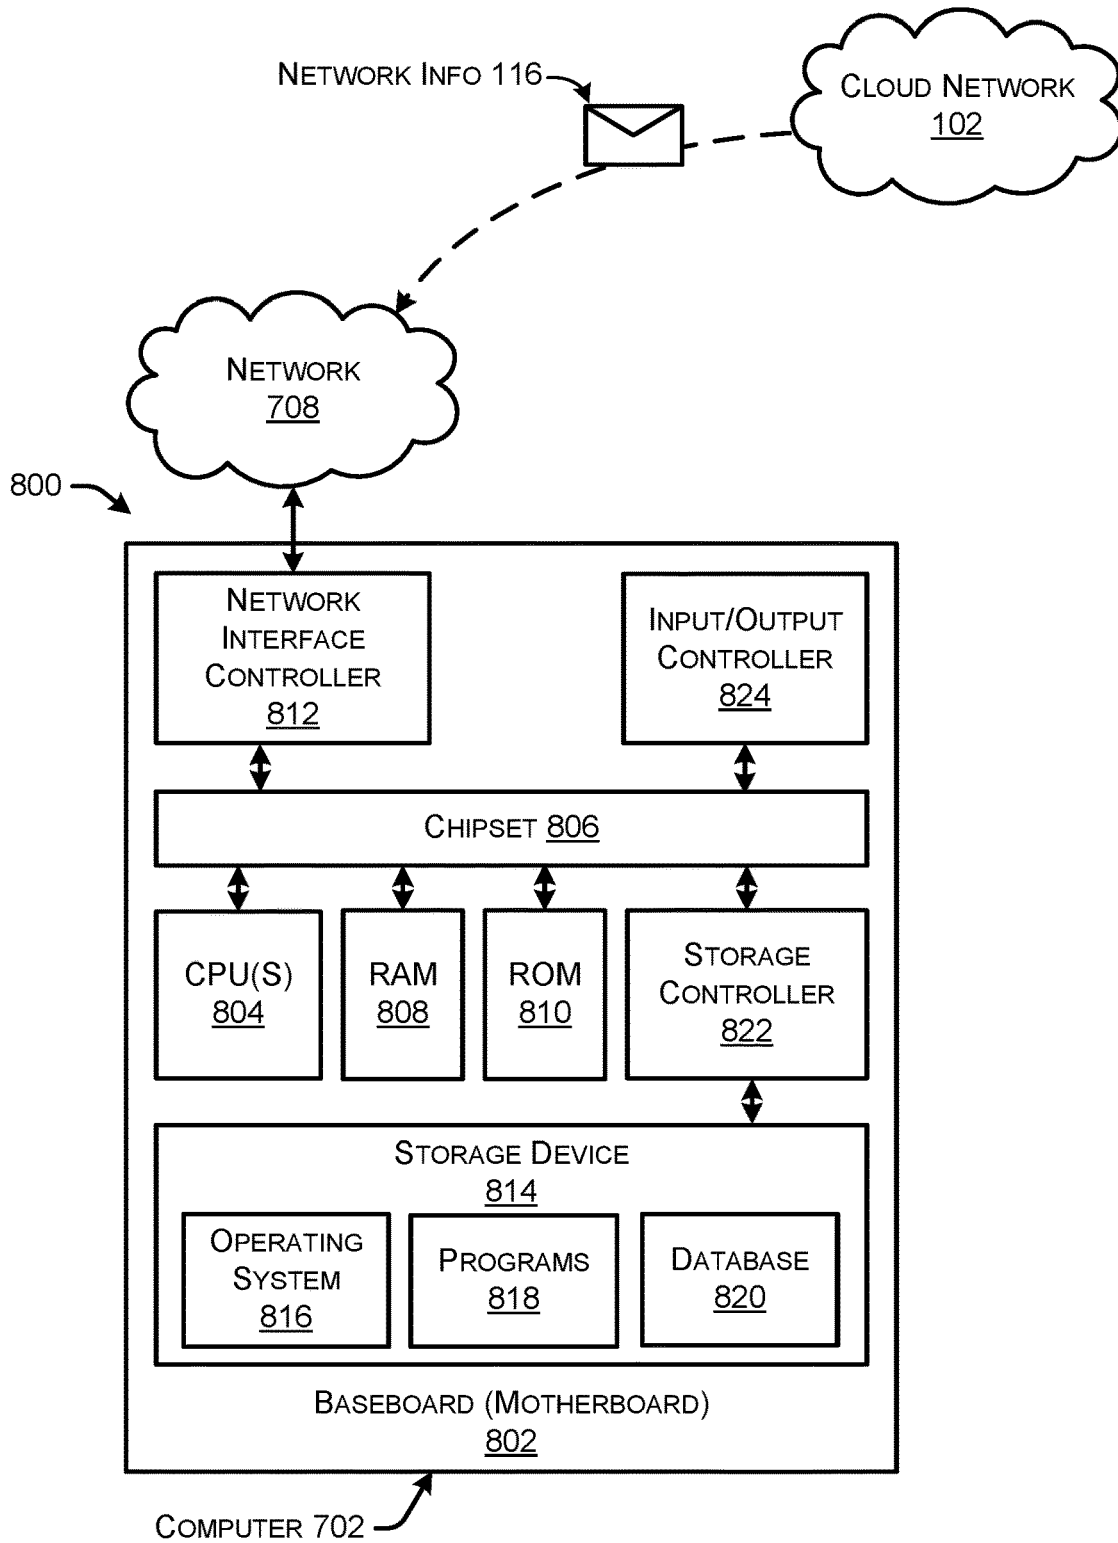 NETWORK INFO 116
CLOUD NETWORK
102
NETWORK
708
800
NETWORK
INTERFACE
CONTROLLER
812
INPUT/OUTPUT
CONTROLLER
824
CHIPSET 806
CPU(S)
804
RAM
808
ROM
810
STORAGE
CONTROLLER
822
STORAGE DEVICE
814
OPERATING
SYSTEM
816
PROGRAMS
818
DATABASE
820
BASEBOARD (MOTHERBOARD)
802
COMPUTER 702